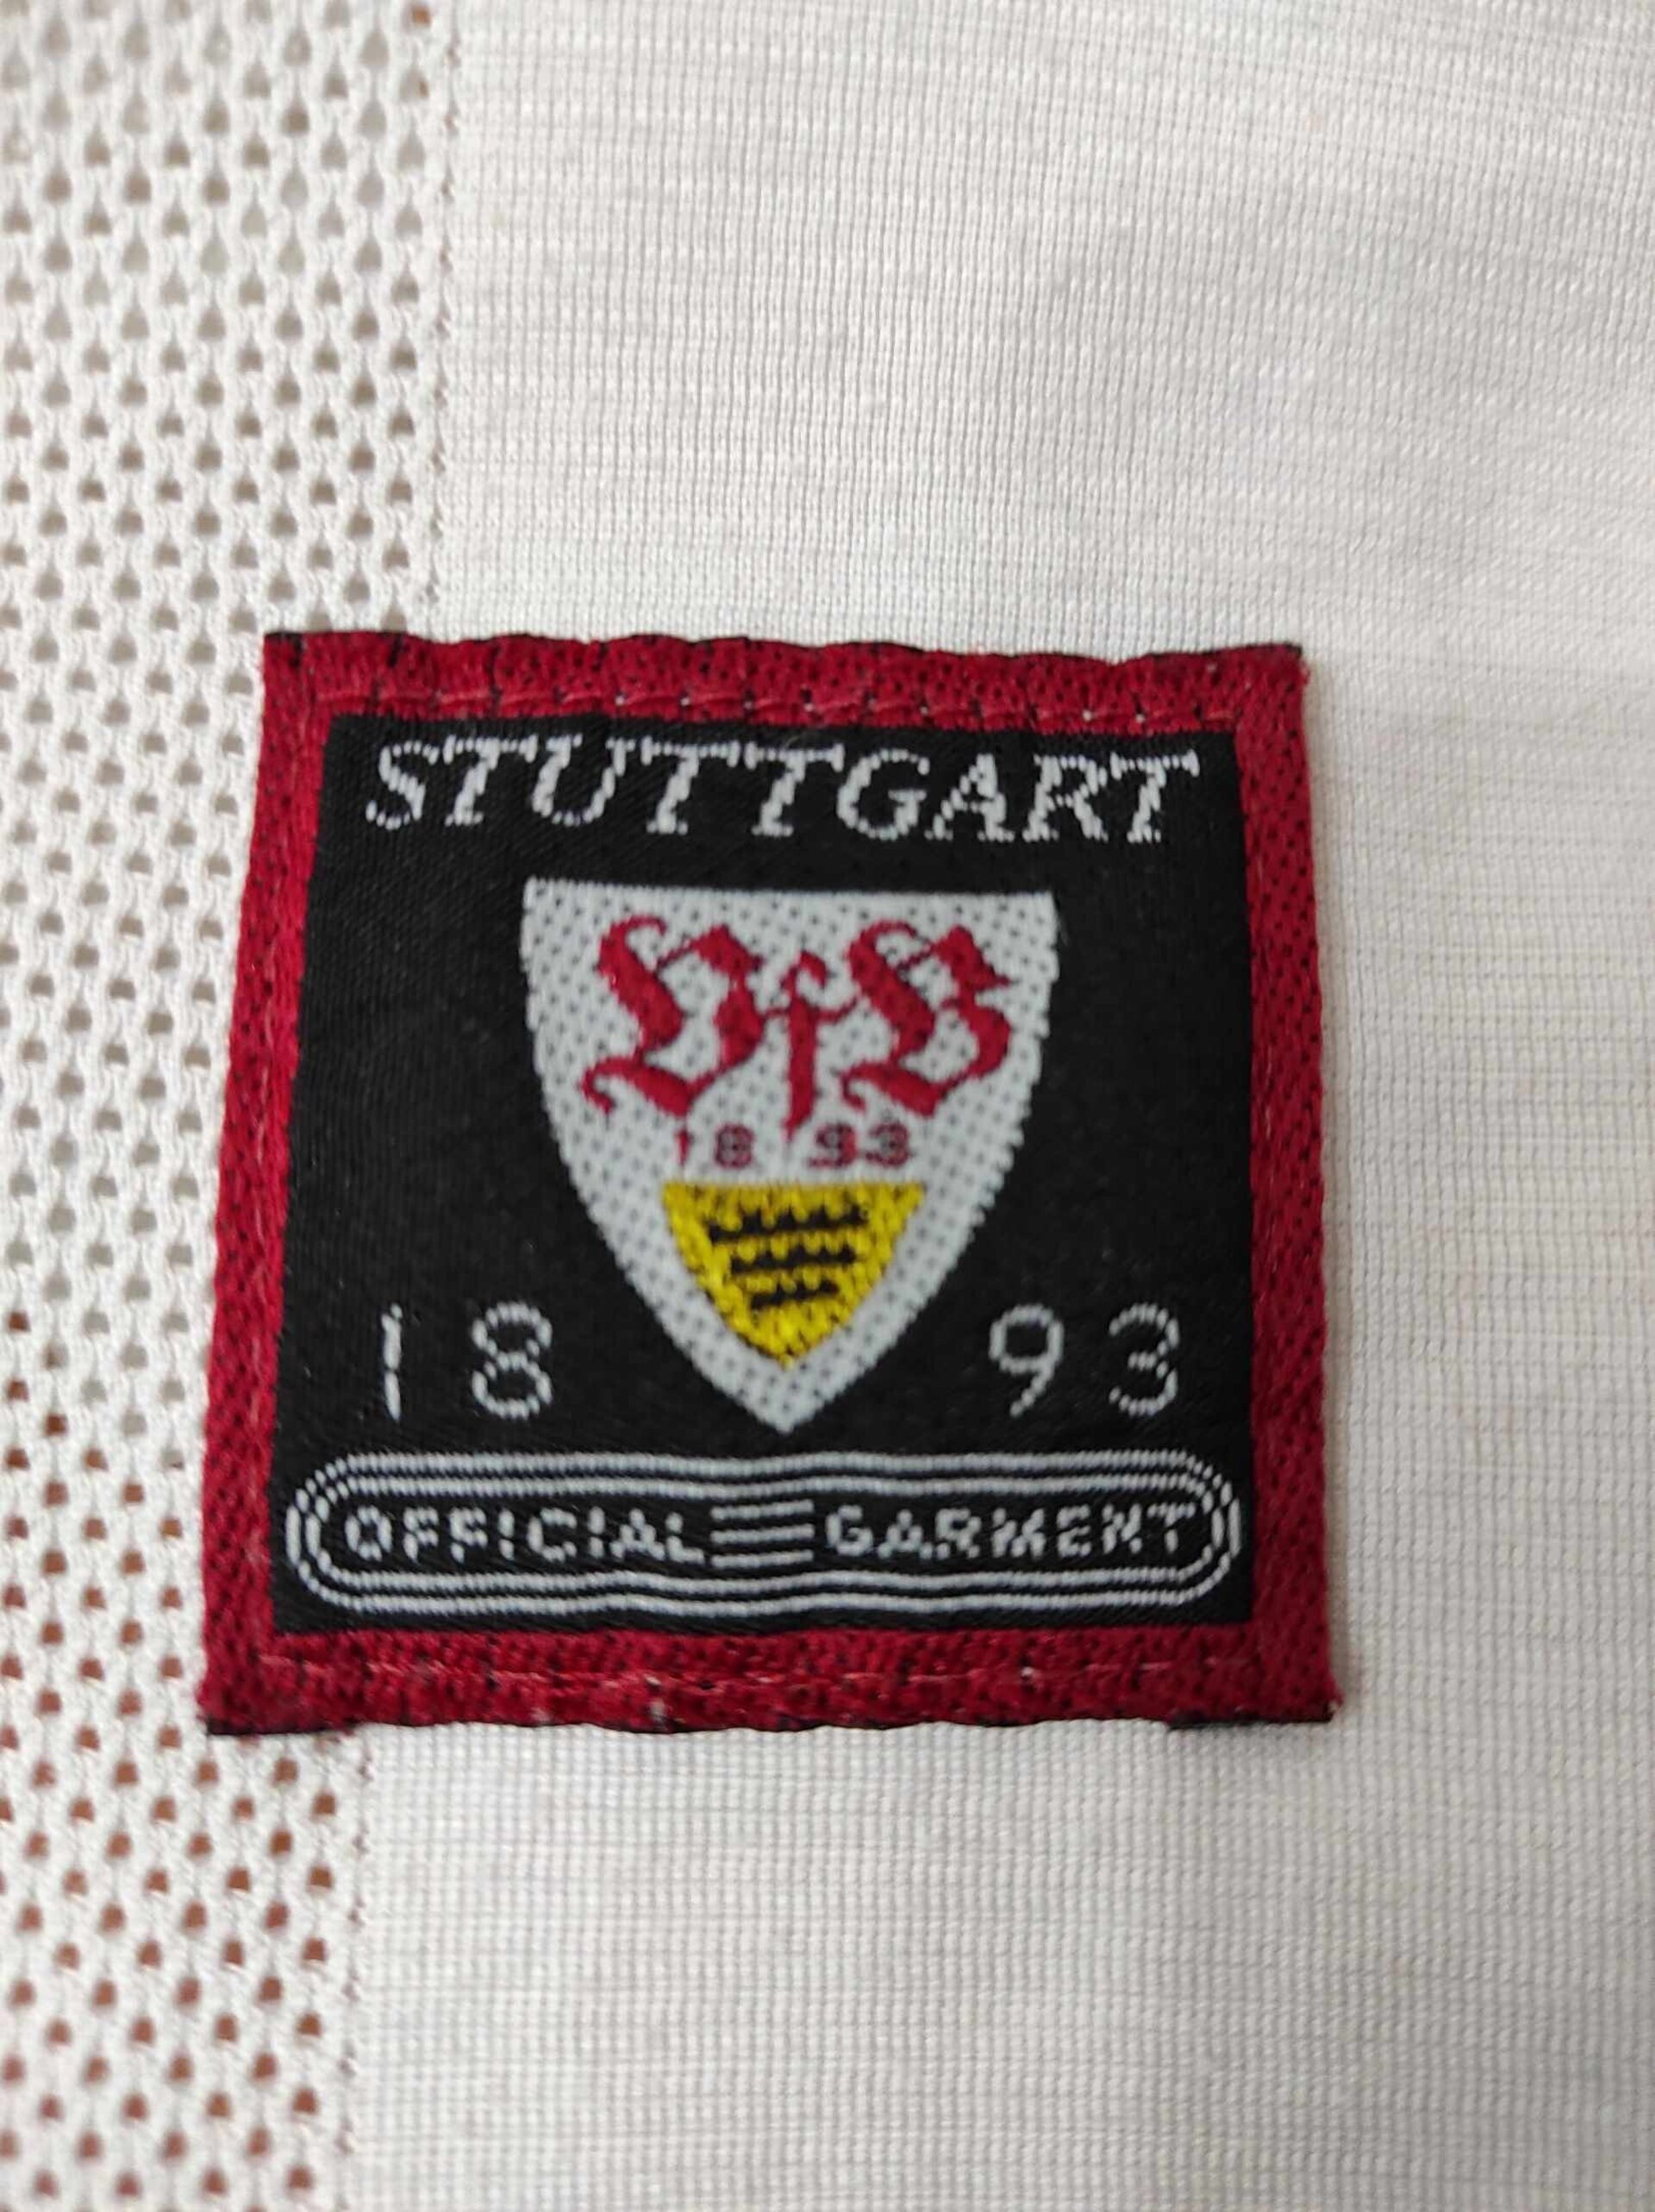 STUTTGART
VfB
1893
18 93
OFFICIAL GARMENT